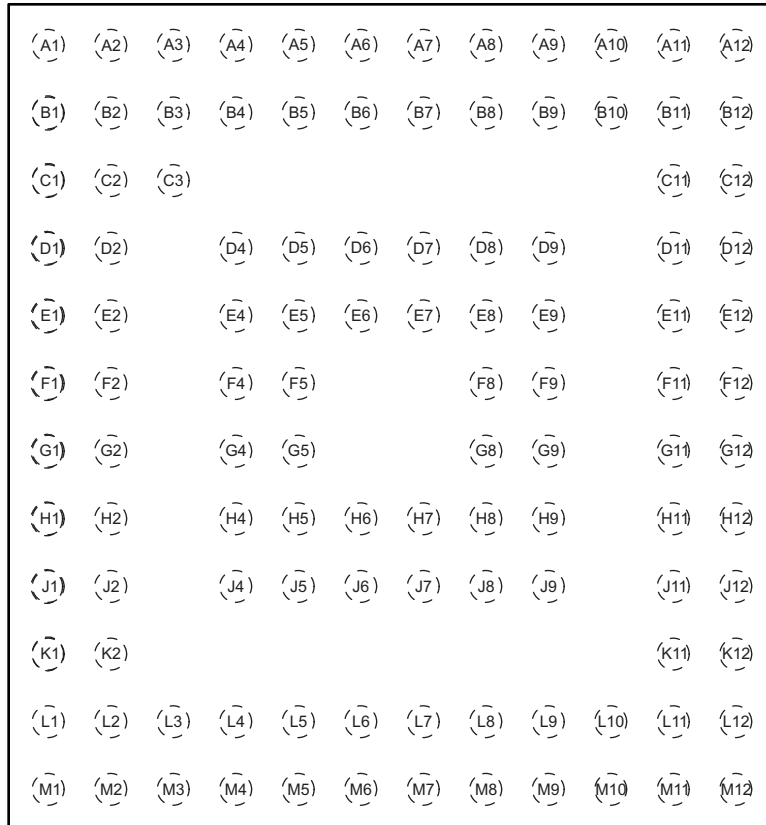 A1 A2 A3 A4 A5 A6 A7 A8 A9 A10 A11 A12
B1 B2 B3 B4 B5 B6 B7 B8 B9 B10 B11 B12
C1 C2 C3 C11 C12
D1 D2 D4 D5 D6 D7 D8 D9 D11 D12
E1 E2 E4 E5 E6 E7 E8 E9 E11 E12
F1 F2 F4 F5 F8 F9 F11 F12
G1 G2 G4 G5 G8 G9 G11 G12
H1 H2 H4 H5 H6 H7 H8 H9 H11 H12
J1 J2 J4 J5 J6 J7 J8 J9 J11 J12
K1 K2 K11 K12
L1 L2 L3 L4 L5 L6 L7 L8 L9 L10 L11 L12
M1 M2 M3 M4 M5 M6 M7 M8 M9 M10 M11 M12